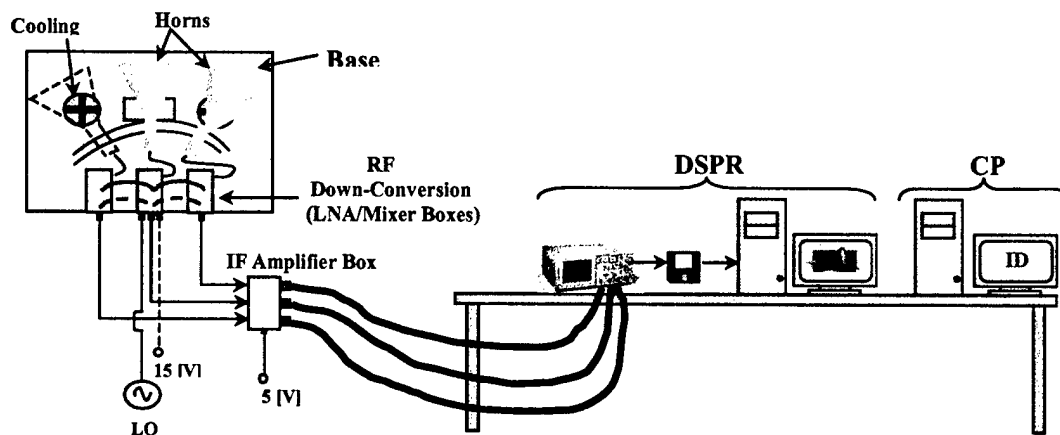 Cooling
Horns
Base
RF
Down-Conversion
(LNA/Mixer Boxes)
IF Amplifier Box
15 [V]
5 [V]
LO
DSPR
CP
ID